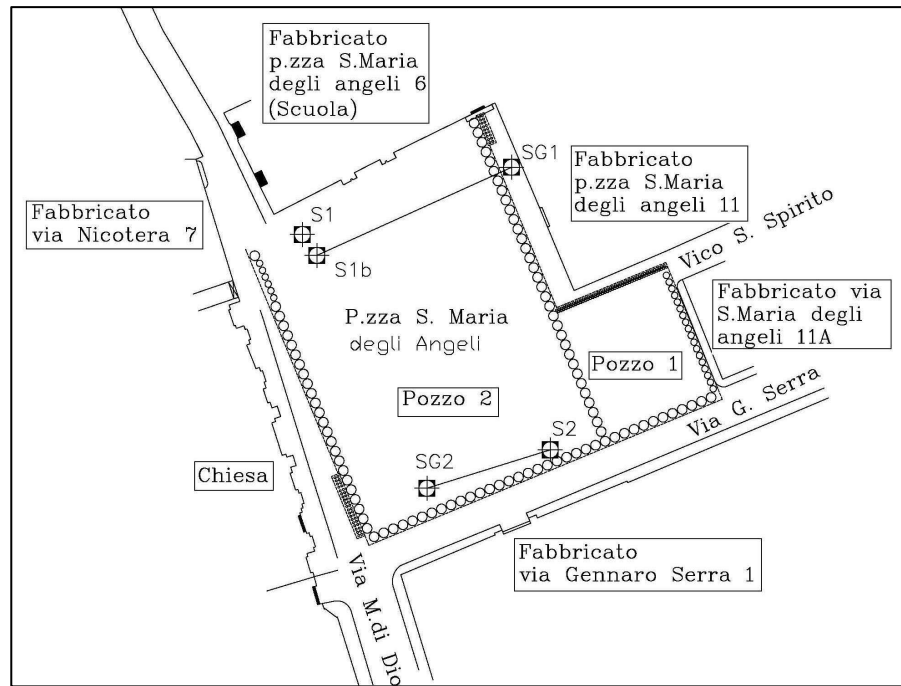 Fabbricato
p.zza S.Maria
degli angeli 6
(Scuola)
SG1
Fabbricato
p.zza S.Maria
degli angeli 11
Fabbricato
via Nicotera 7
S1
S1b
Vico S. Spirito
Fabbricato via
S.Maria degli
angeli 11A
P.zza S. Maria
degli Angeli
Pozzo 1
Pozzo 2
Via G. Serra
S2
SG2
Chiesa
Fabbricato
via Gennaro Serra 1
Via M.di Dio